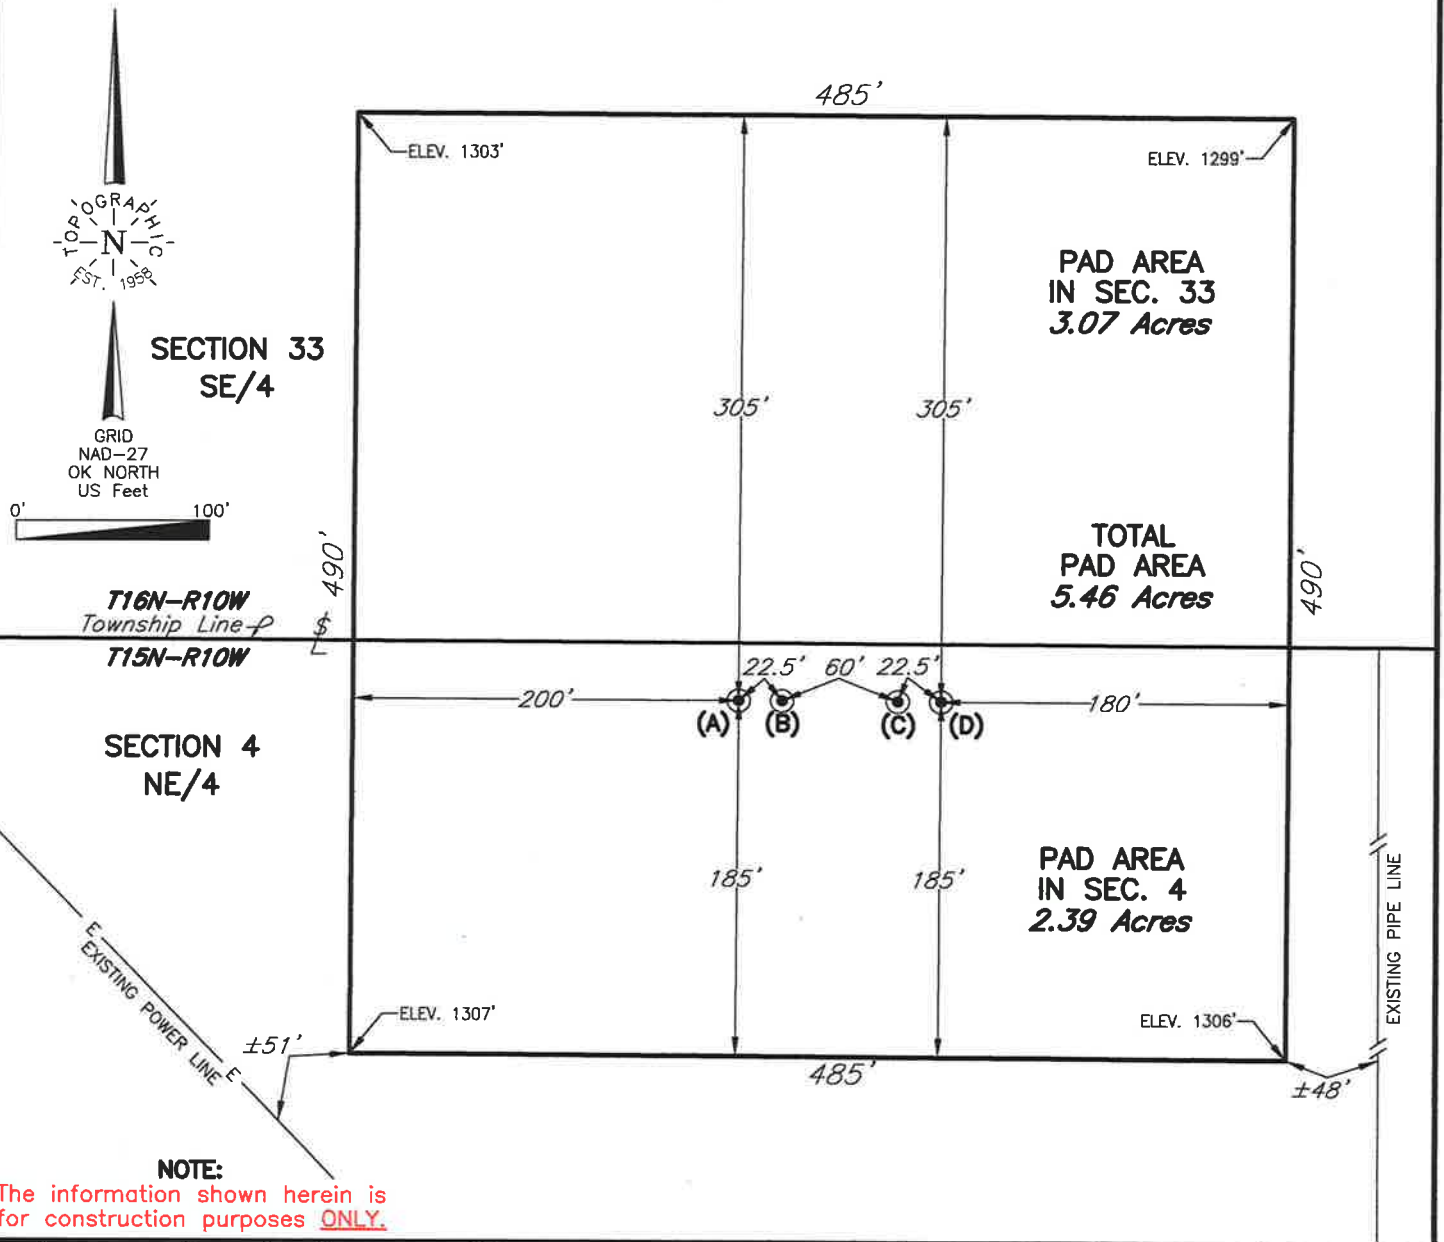 485'
ELEV. 1303'
ELEV. 1299'
TOPOGRAPHIC
N
EST. 1958
PAD AREA
IN SEC. 33
3.07 Acres
SECTION 33
SE/4
305'
305'
GRID
NAD-27
OK NORTH
US Feet
0'
100'
490'
TOTAL
PAD AREA
5.46 Acres
490'
T16N-R10W
Township Line
T15N-R10W
22.5'
60'
22.5'
200'
180'
(A)
(B)
(C)
(D)
SECTION 4
NE/4
185'
185'
PAD AREA
IN SEC. 4
2.39 Acres
EXISTING PIPE LINE
E
EXISTING POWER LINE
E
ELEV. 1307'
ELEV. 1306'
±51'
485'
±48'
NOTE:
The information shown herein is
for construction purposes ONLY.